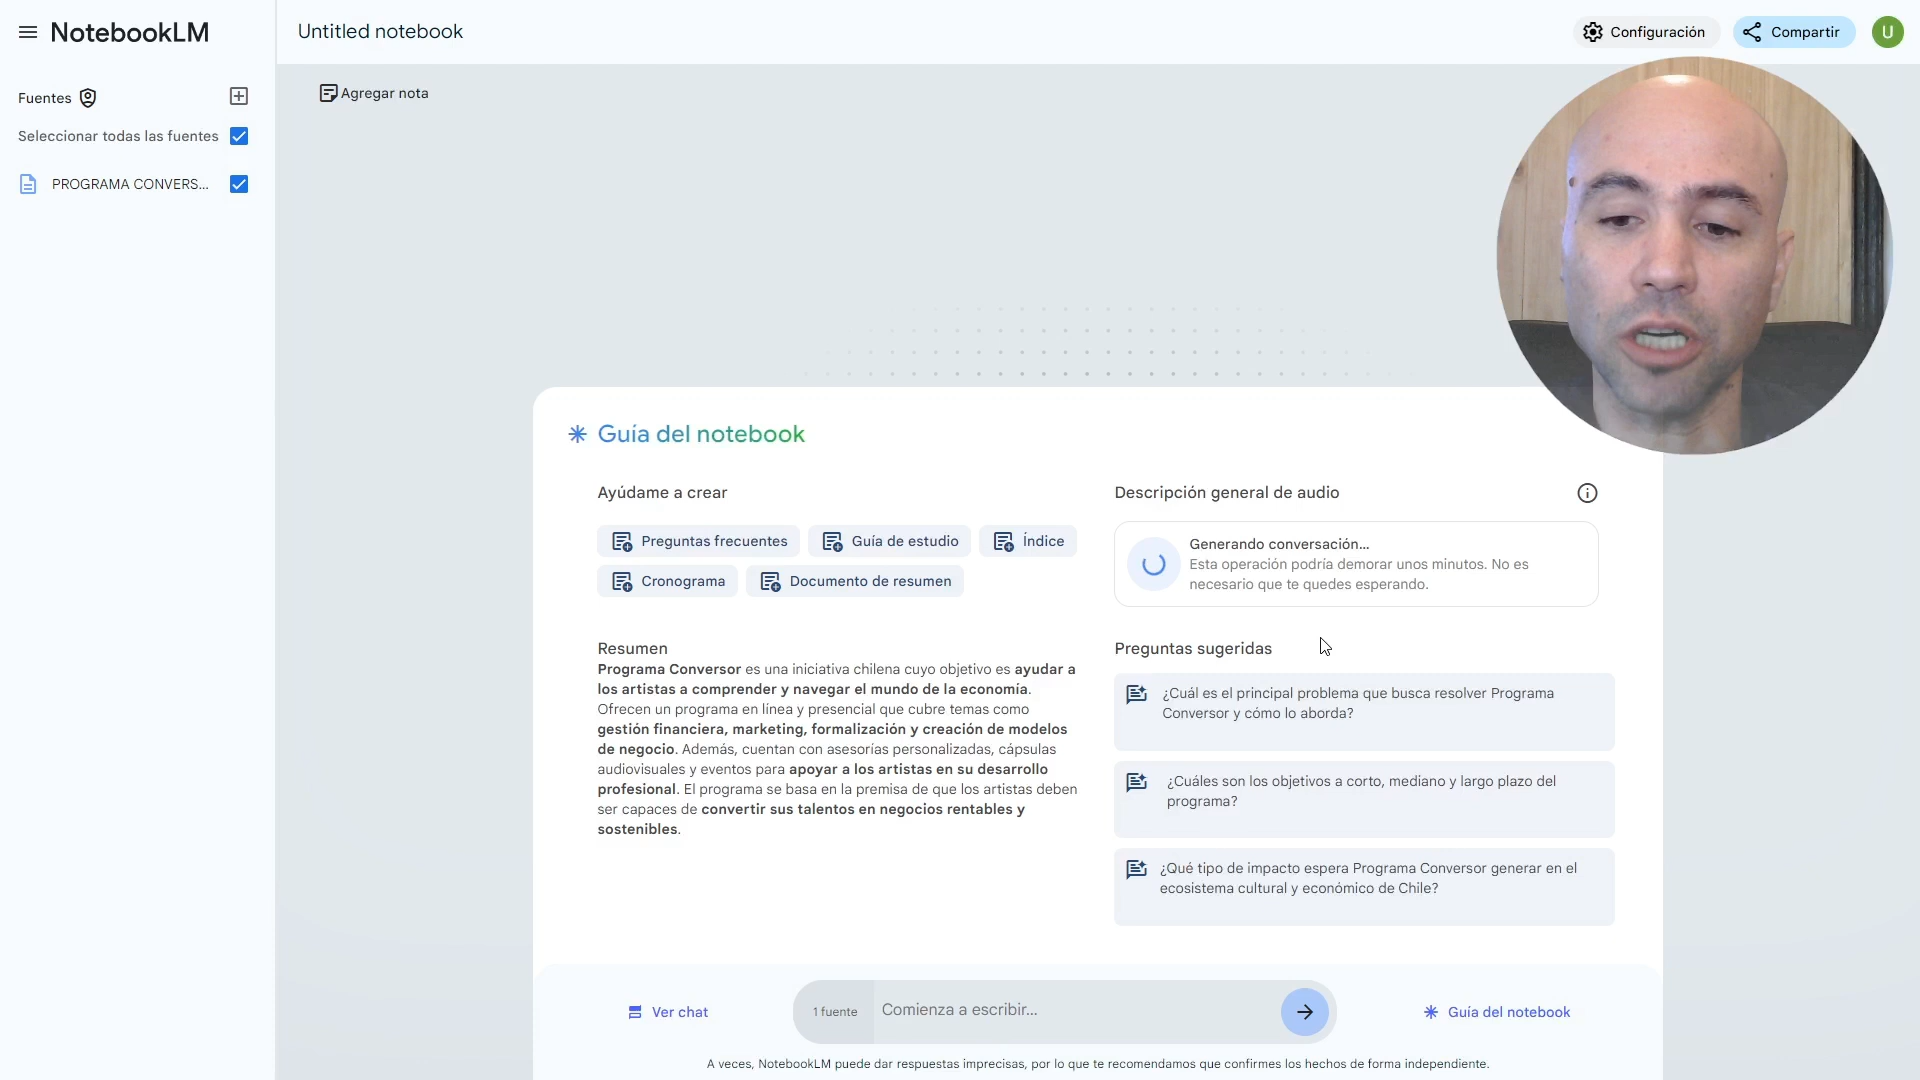 NotebookLM
Untitled notebook
Configuración
Compartir
U
Fuentes
Seleccionar todas las fuentes
PROGRAMA CONVERS...
Agregar nota
Guía del notebook
Ayúdame a crear
Preguntas frecuentes
Guía de estudio
Índice
Cronograma
Documento de resumen
Descripción general de audio
Generando conversación...
Esta operación podría demorar unos minutos. No es
necesario que te quedes esperando.
Resumen
Programa Conversor es una iniciativa chilena cuyo objetivo es ayudar a
los artistas a comprender y navegar el mundo de la economía.
Ofrecen un programa en línea y presencial que cubre temas como
gestión financiera, marketing, formalización y creación de modelos
de negocio. Además, cuentan con asesorías personalizadas, cápsulas
audiovisuales y eventos para apoyar a los artistas en su desarrollo
profesional. El programa se basa en la premisa de que los artistas deben
ser capaces de convertir sus talentos en negocios rentables y
sostenibles.
Preguntas sugeridas
¿Cuál es el principal problema que busca resolver Programa
Conversor y cómo lo aborda?
¿Cuáles son los objetivos a corto, mediano y largo plazo del
programa?
¿Qué tipo de impacto espera Programa Conversor generar en el
ecosistema cultural y económico de Chile?
Ver chat
1 fuente
Comienza a escribir...
Guía del notebook
A veces, NotebookLM puede dar respuestas imprecisas, por lo que te recomendamos que confirmes los hechos de forma independiente.